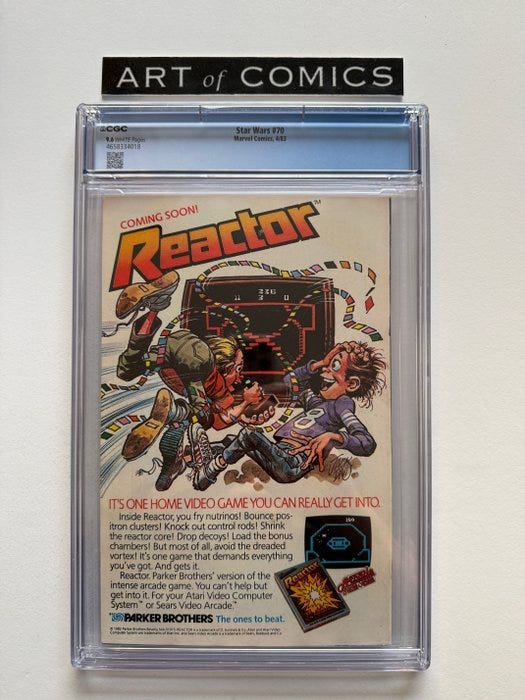 ART of COMICS
CGC
Star Wars #70
9.6 WHITE Pages
Marvel Comics, 4/83
4658334018
COMING SOON!
Reactor™
226
8
IT'S ONE HOME VIDEO GAME YOU CAN REALLY GET INTO.
Inside Reactor, you fry nutrinos! Bounce pos-
itron clusters! Knock out control rods! Shrink
the reactor core! Drop decoys! Load the bonus
chambers! But most of all, avoid the dreaded
vortex! It's one game that demands everything
you've got. And gets it.
Reactor. Parker Brothers' version of the
intense arcade game. You can't help but
get into it. For your Atari Video Computer
System™ or Sears Video Arcade.™
PARKER BROTHERS The ones to beat.
Reactor